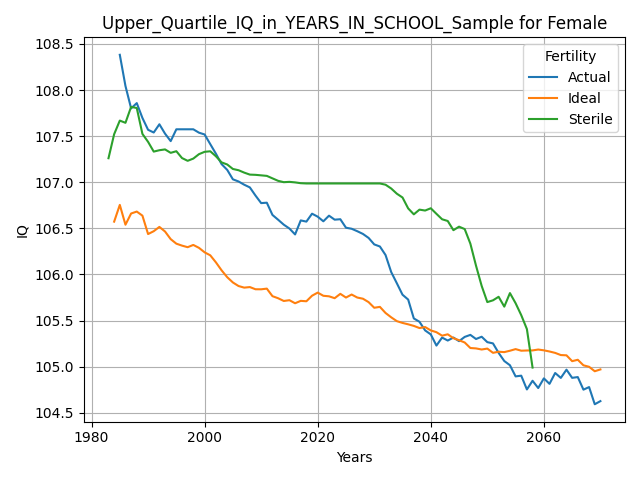 Upper_Quartile_IQ_in_YEARS_IN_SCHOOL_Sample for Female
108.5
108.0
107.5
107.0
106.5
106.0
105.5
105.0
104.5
IQ
Fertility
Actual
Ideal
Sterile
1980
2000
2020
2040
2060
Years